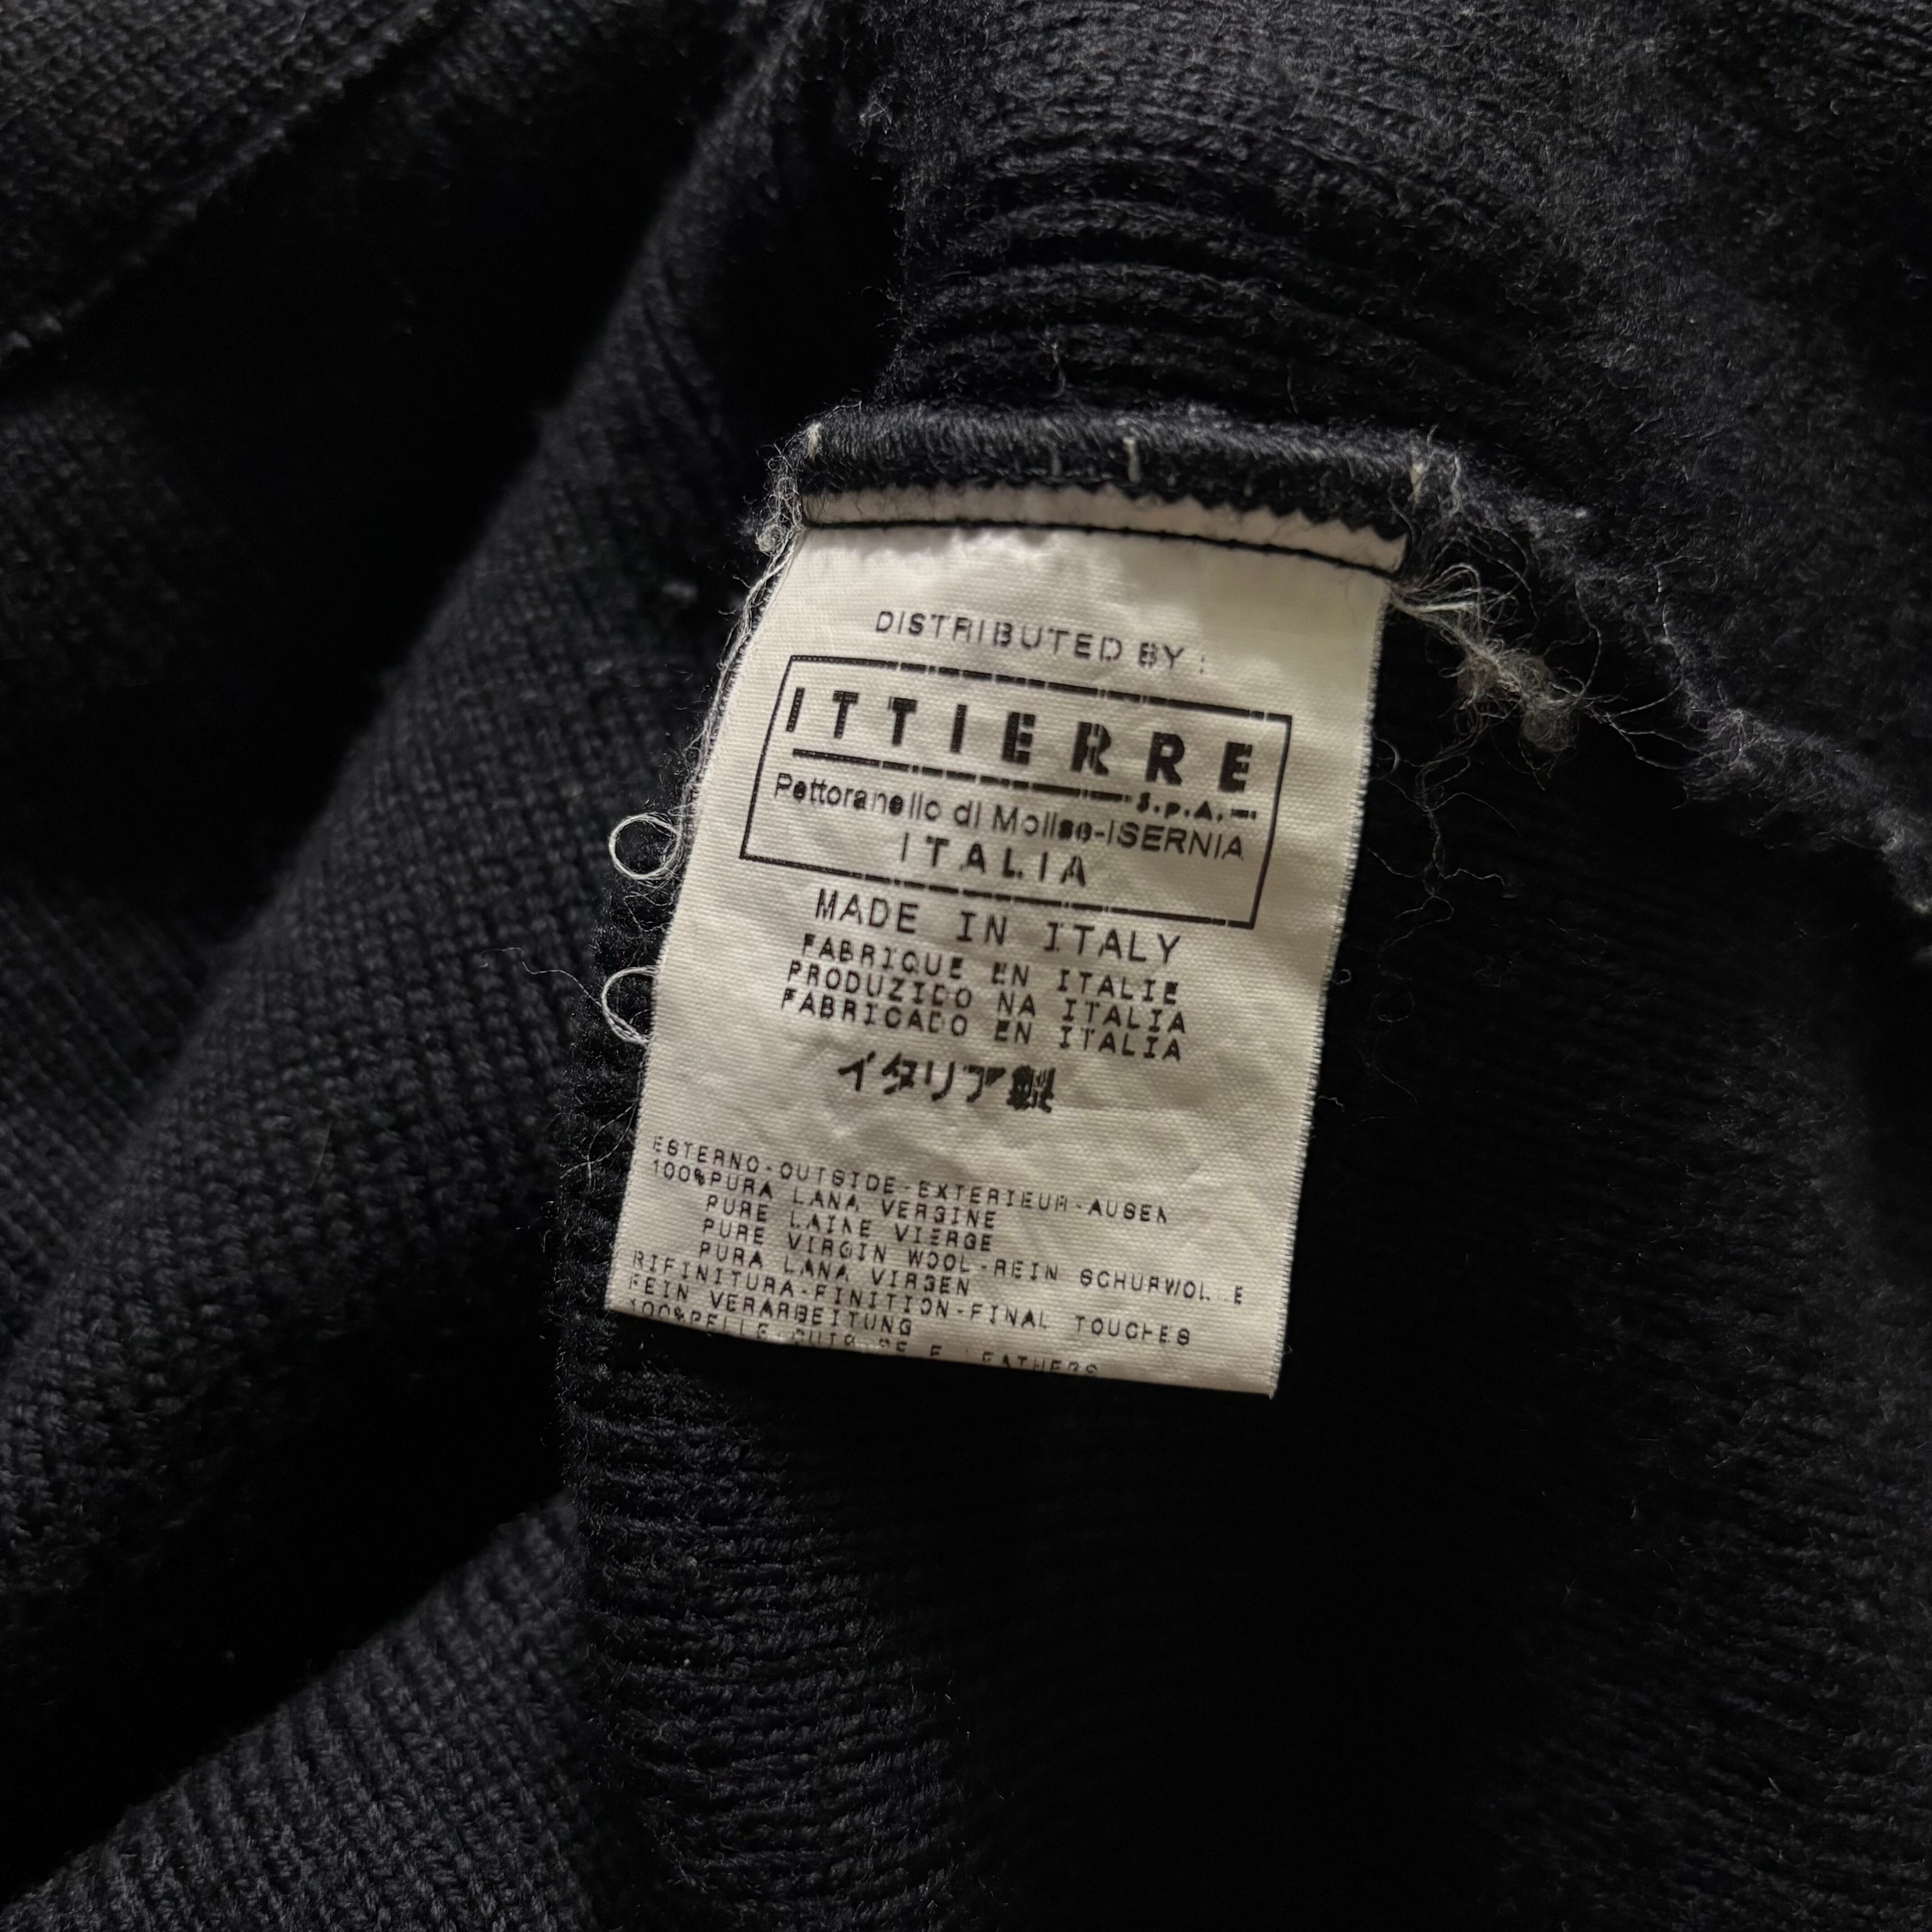 DISTRIBUTED BY :
ITTIERRE
S.p.A.
Pettoranello di Molise-ISERNIA
ITALIA
MADE IN ITALY
FABRIQUE EN ITALIE
PRODUZIDO NA ITALIA
FABRICADO EN ITALIA
イタリア製
ESTERNO-OUTSIDE-EXTERIEUR-AUSEN
100%PURA LANA VERGINE
PURE LAINE VIERGE
PURE VIRGIN WOOL-REIN SCHURWOLLE
PURA LANA VIRGEN
RIFINITURA-FINITION-FINAL TOUCHES
FEIN VERARBEITUNG
100%PELLE